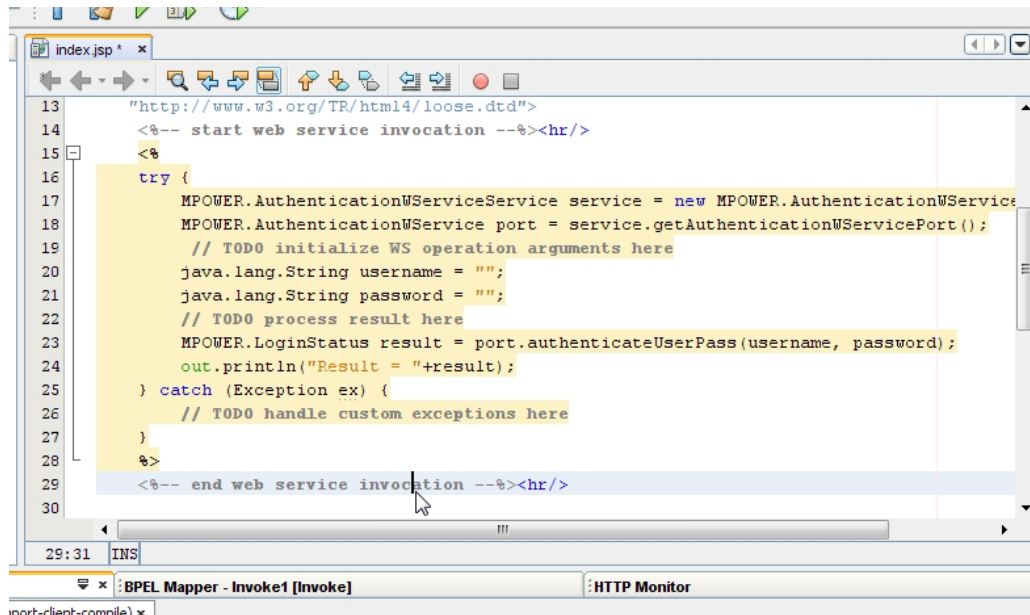 index.jsp * x
13 "http://www.w3.org/TR/html4/loose.dtd">
14 <%-- start web service invocation --%><hr/>
15 <%
16 try {
17 MPOWER.AuthenticationWServiceService service = new MPOWER.AuthenticationWService
18 MPOWER.AuthenticationWService port = service.getAuthenticationWServicePort();
19 // TODO initialize WS operation arguments here
20 java.lang.String username = "";
21 java.lang.String password = "";
22 // TODO process result here
23 MPOWER.LoginStatus result = port.authenticateUserPass(username, password);
24 out.println("Result = "+result);
25 } catch (Exception ex) {
26 // TODO handle custom exceptions here
27 }
28 %>
29 <%-- end web service invocation --%><hr/>
30
29:31 INS
BPEL Mapper - Invoke1 [Invoke] HTTP Monitor
port-client-compile) x